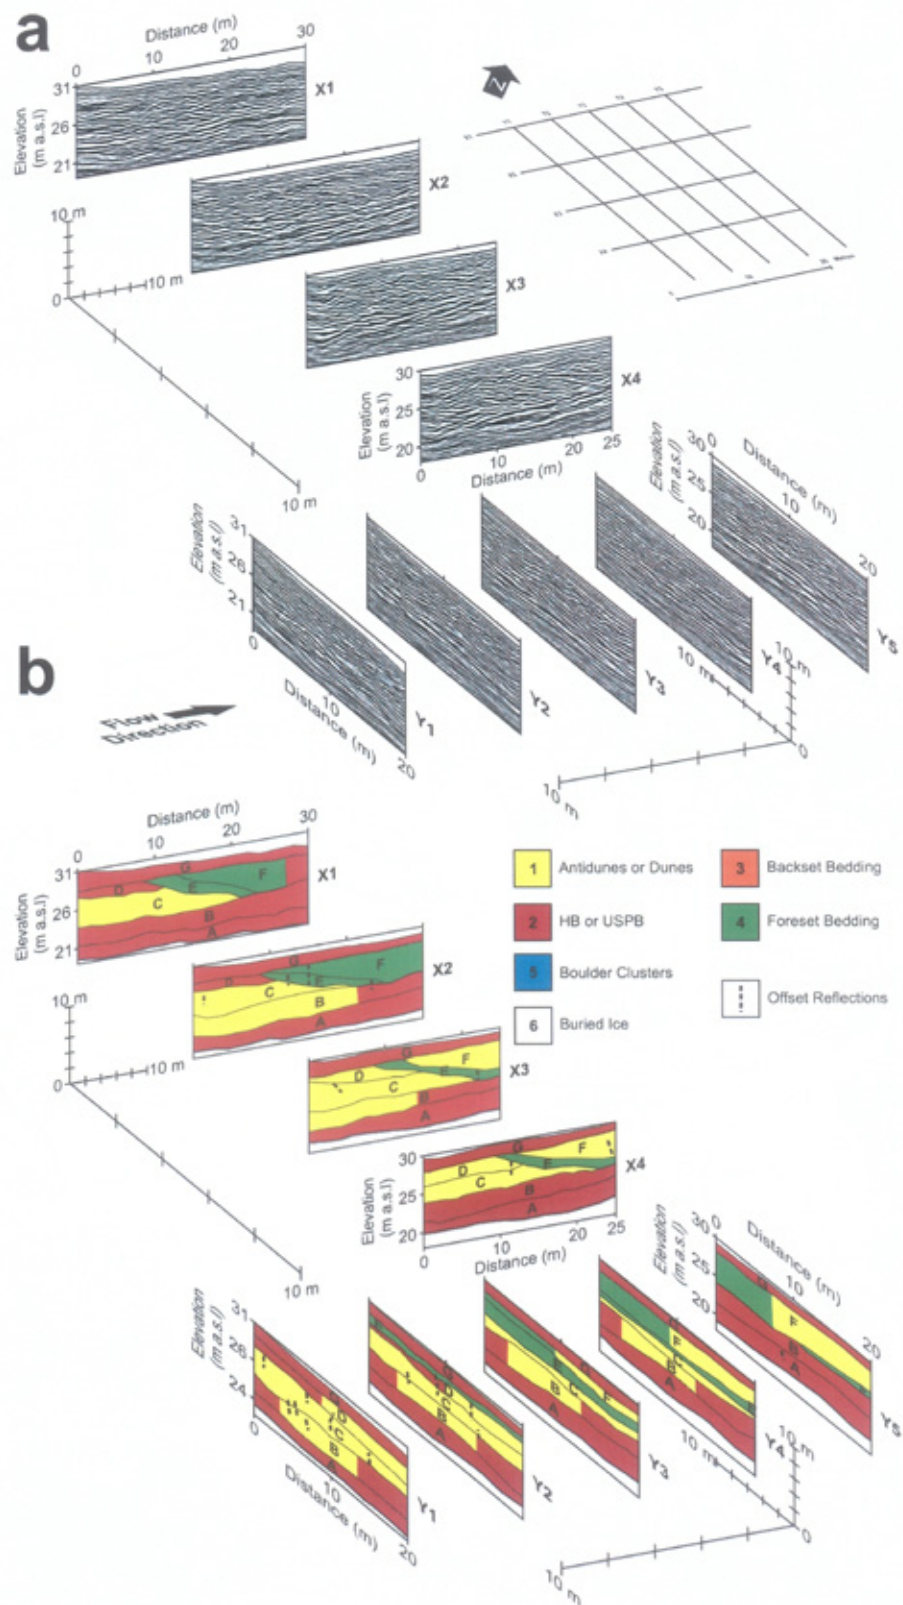 a
Distance (m)
0 10 20 30
31
26
21
Elevation
(m a.s.l)
X1
N
X2
10 m
0
10 m
X3
X4
30
25
20
Elevation
(m a.s.l)
0 10 20 25
Distance (m)
10 m
Elevation
(m a.s.l)
31
26
21
0
10
20
Distance (m)
Y1
Y2
Y3
Y4
Y5
Elevation
(m a.s.l)
30
25
20
0
10
20
Distance (m)
10 m
10 m
0
10 m
b
Flow
Direction
Distance (m)
0 10 20 30
31
26
21
Elevation
(m a.s.l)
G
D E F
C
B
A
X1
1 Antidunes or Dunes
2 HB or USPB
5 Boulder Clusters
6 Buried Ice
3 Backset Bedding
4 Foreset Bedding
Offset Reflections
G
D E F
C
B
A
X2
10 m
0
10 m
G
D E F
C
B
A
X3
G
D E F
C
B
A
X4
30
25
20
Elevation
(m a.s.l)
0 10 20 25
Distance (m)
10 m
Elevation
(m a.s.l)
31
26
24
0
10
20
Distance (m)
D
C
B
A
Y1
G
D
C
B
A
Y2
G
E
F
C
B
A
Y3
F
C
B
A
Y4
G
F
B
A
Y5
Elevation
(m a.s.l)
30
25
20
0
10
20
Distance (m)
10 m
10 m
0
10 m